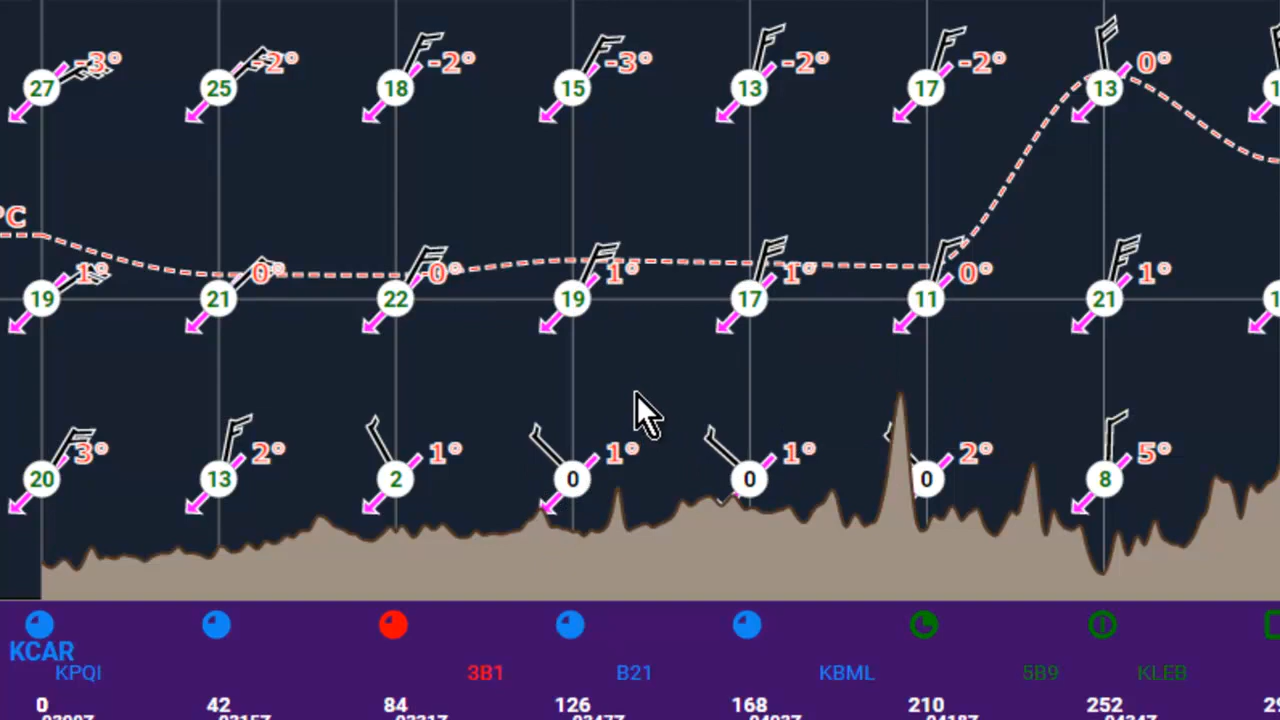 -3° -2° -2° -3° -2° -2° 0°
27 25 18 15 13 17 13
°C
1° 0° -0° 1° 1° 0° 1°
19 21 22 19 17 11 21
3° 2° 1° 1° 1° 2° 5°
20 13 2 0 0 0 8
KCAR
KPQI 3B1 B21 KBML 5B9 KLEB
0 42 84 126 168 210 252